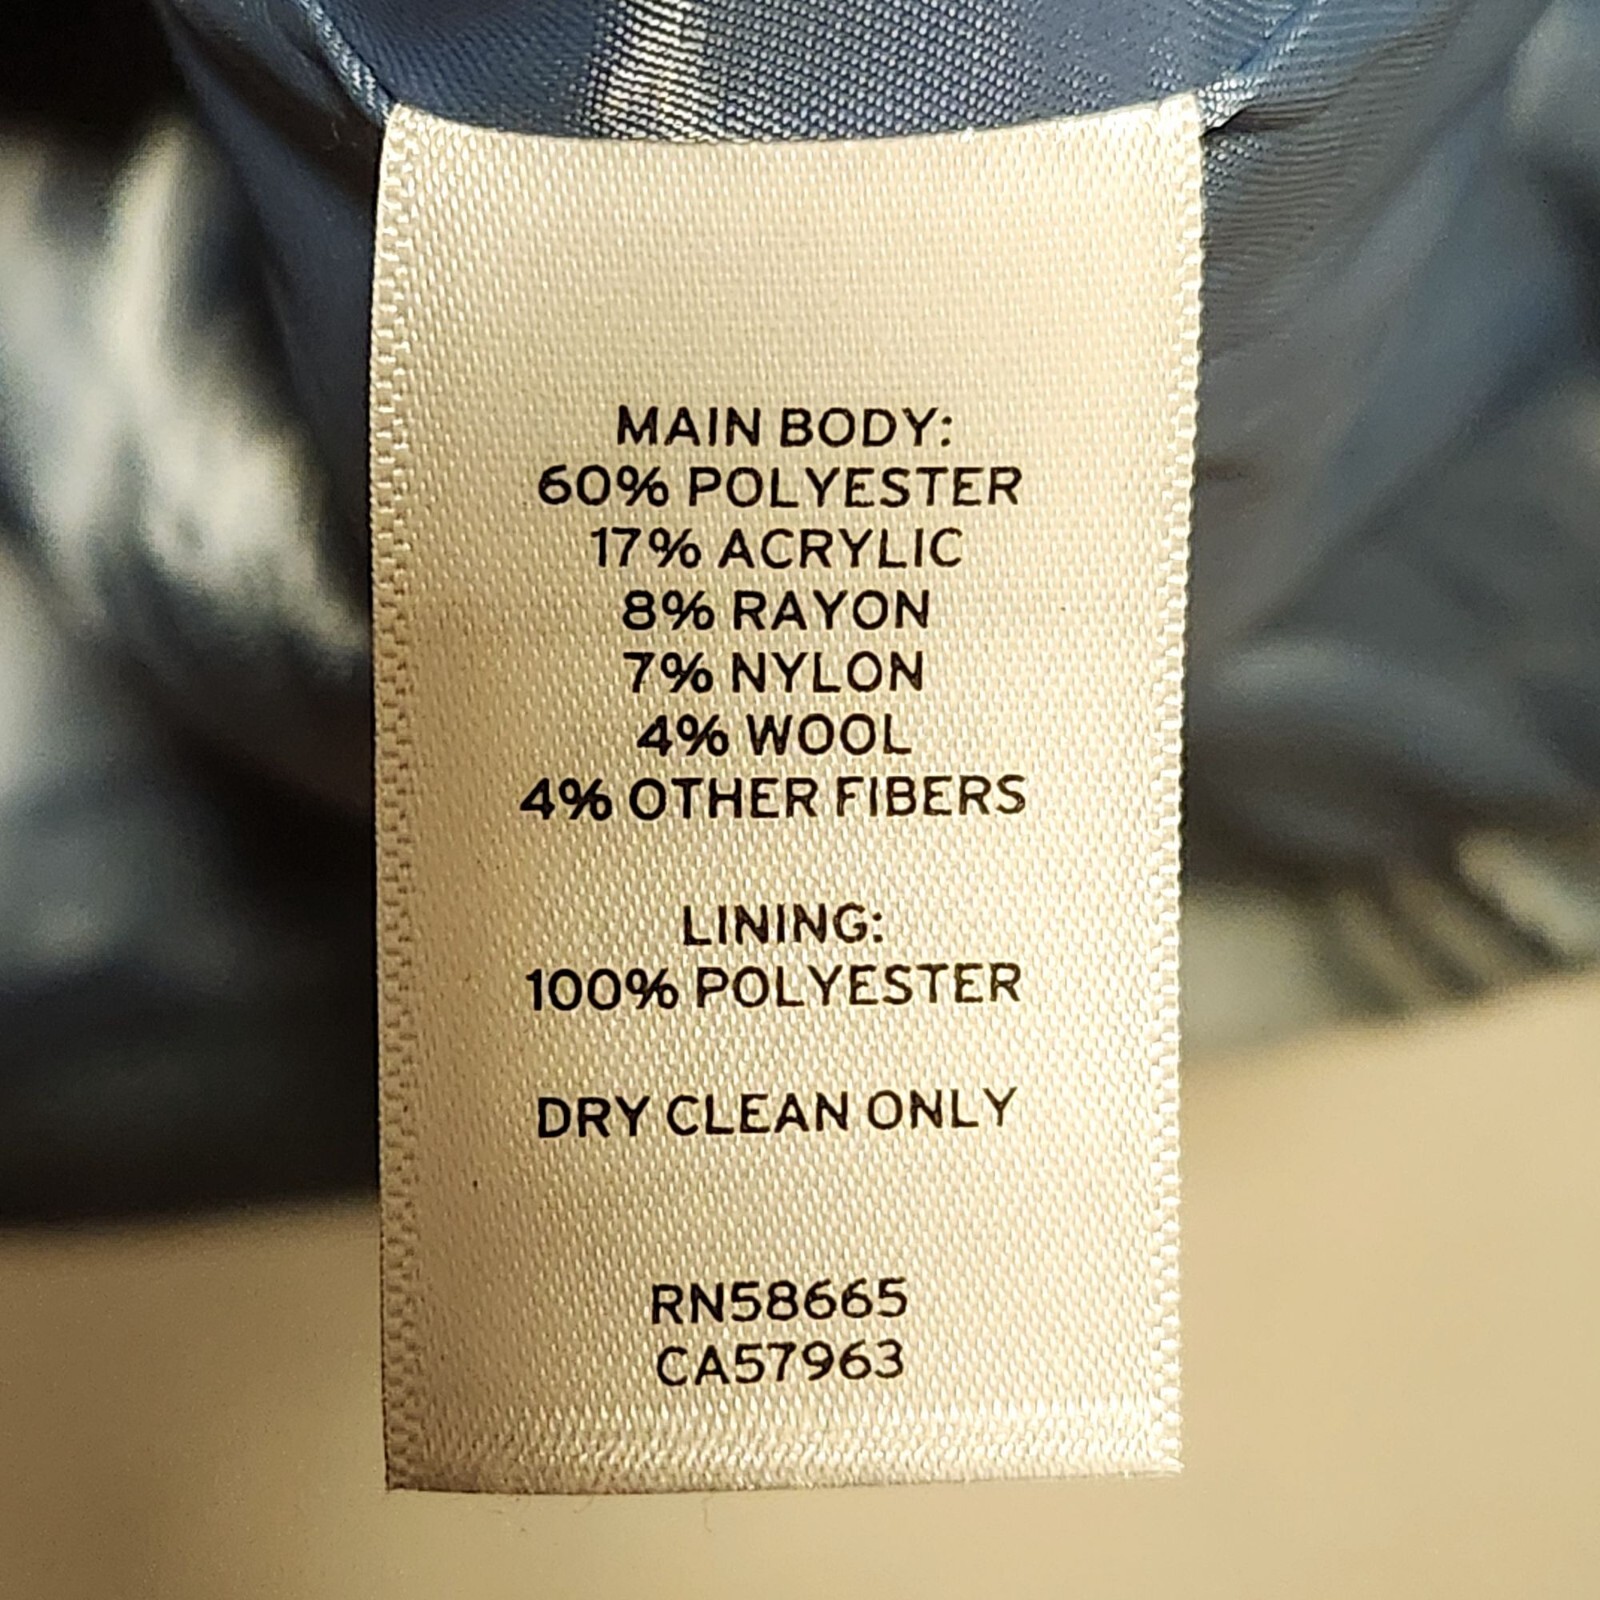 MAIN BODY:
60% POLYESTER
17% ACRYLIC
8% RAYON
7% NYLON
4% WOOL
4% OTHER FIBERS
LINING:
100% POLYESTER
DRY CLEAN ONLY
RN58665
CA57963